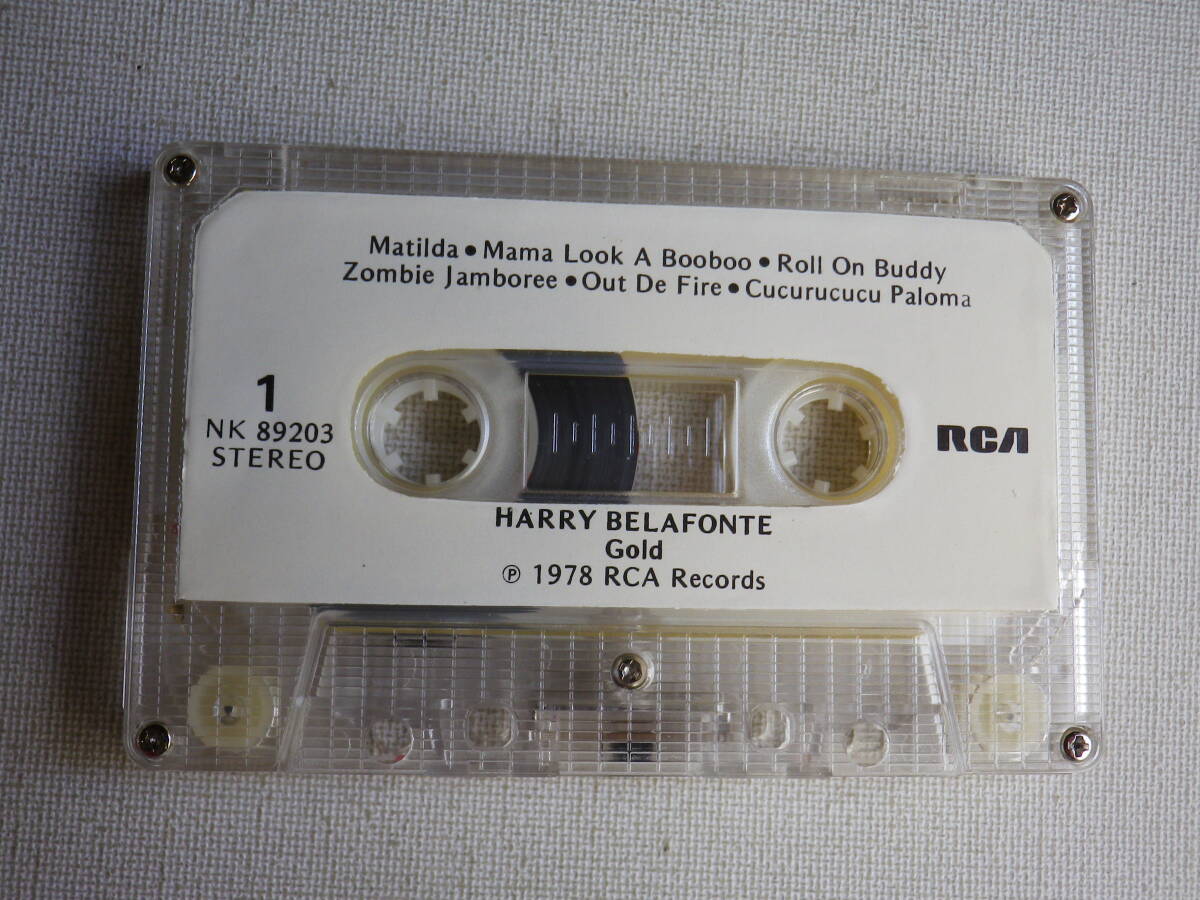 Matilda • Mama Look A Booboo • Roll On Buddy
Zombie Jamboree • Out De Fire • Cucurucucu Paloma
1
NK 89203
STEREO
RCA
HARRY BELAFONTE
Gold
℗ 1978 RCA Records